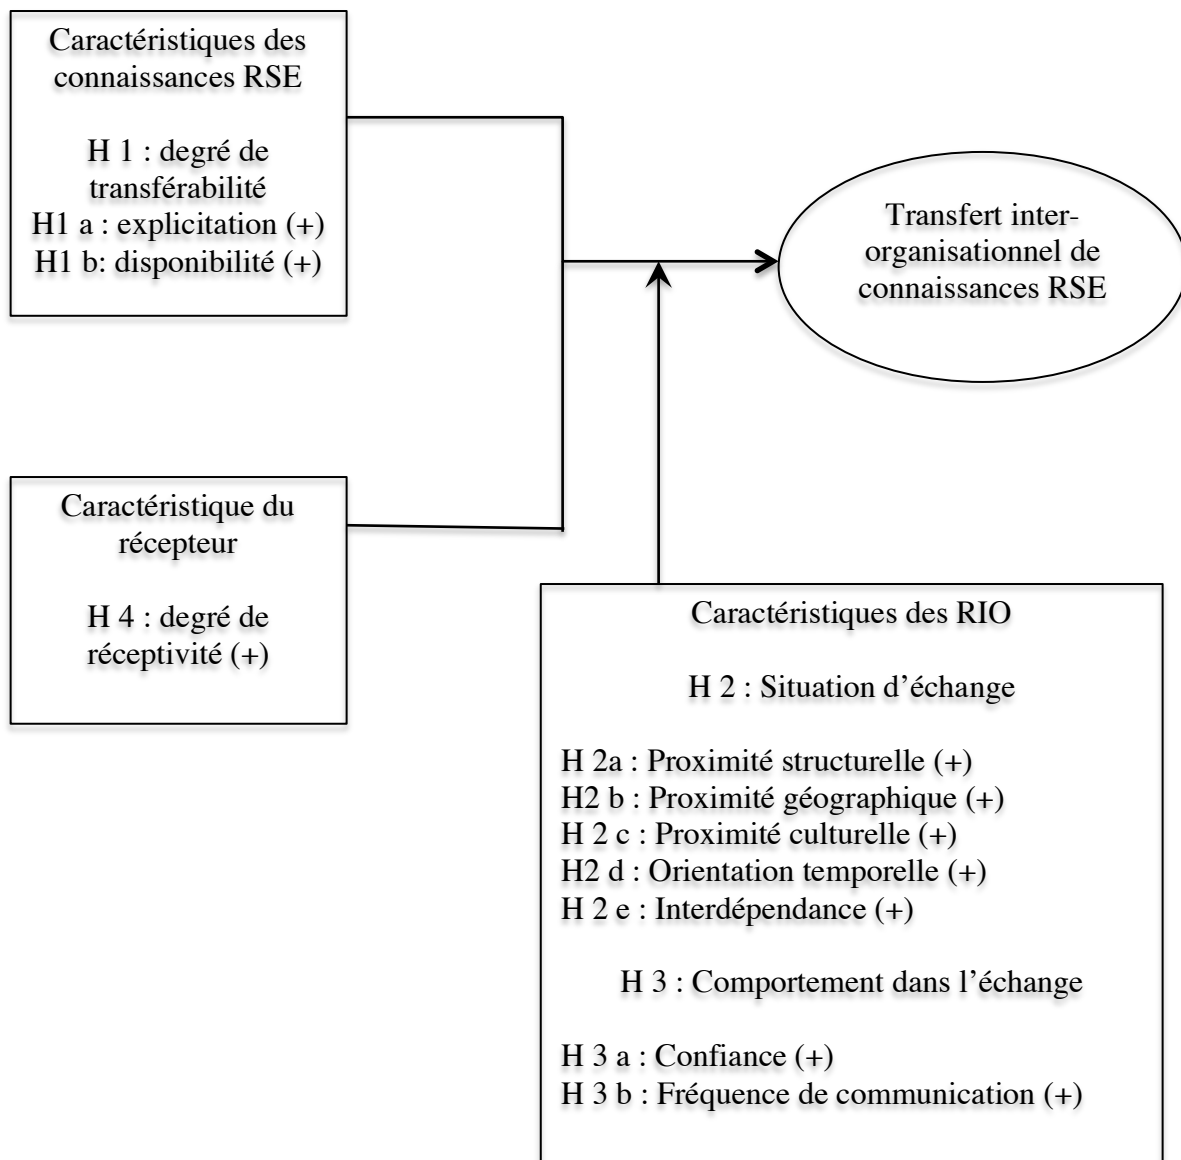 Caractéristiques des
connaissances RSE
H 1 : degré de
transférabilité
H1 a : explicitation (+)
H1 b: disponibilité (+)
Transfert inter-
organisationnel de
connaissances RSE
Caractéristique du
récepteur
H 4 : degré de
réceptivité (+)
Caractéristiques des RIO
H 2 : Situation d’échange
H 2a : Proximité structurelle (+)
H2 b : Proximité géographique (+)
H 2 c : Proximité culturelle (+)
H2 d : Orientation temporelle (+)
H 2 e : Interdépendance (+)
H 3 : Comportement dans l’échange
H 3 a : Confiance (+)
H 3 b : Fréquence de communication (+)